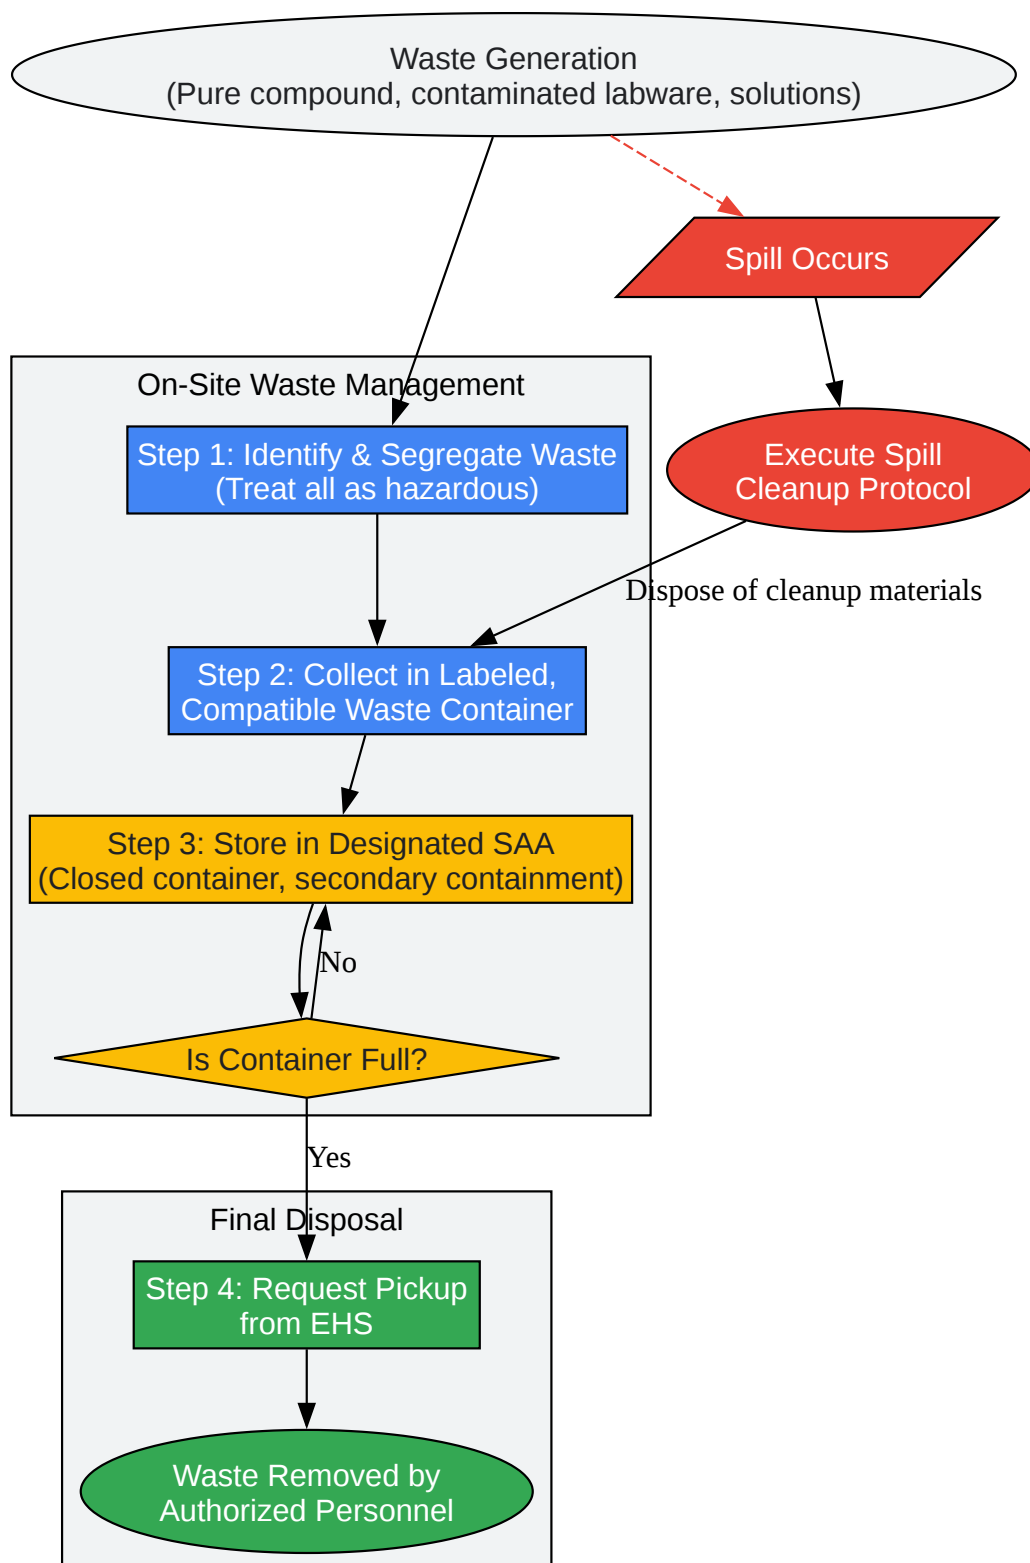 Waste Generation
(Pure compound, contaminated labware, solutions)
Spill Occurs
On-Site Waste Management
Step 1: Identify & Segregate Waste
(Treat all as hazardous)
Execute Spill
Cleanup Protocol
Dispose of cleanup materials
Step 2: Collect in Labeled,
Compatible Waste Container
Step 3: Store in Designated SAA
(Closed container, secondary containment)
No
Is Container Full?
Yes
Final Disposal
Step 4: Request Pickup
from EHS
Waste Removed by
Authorized Personnel